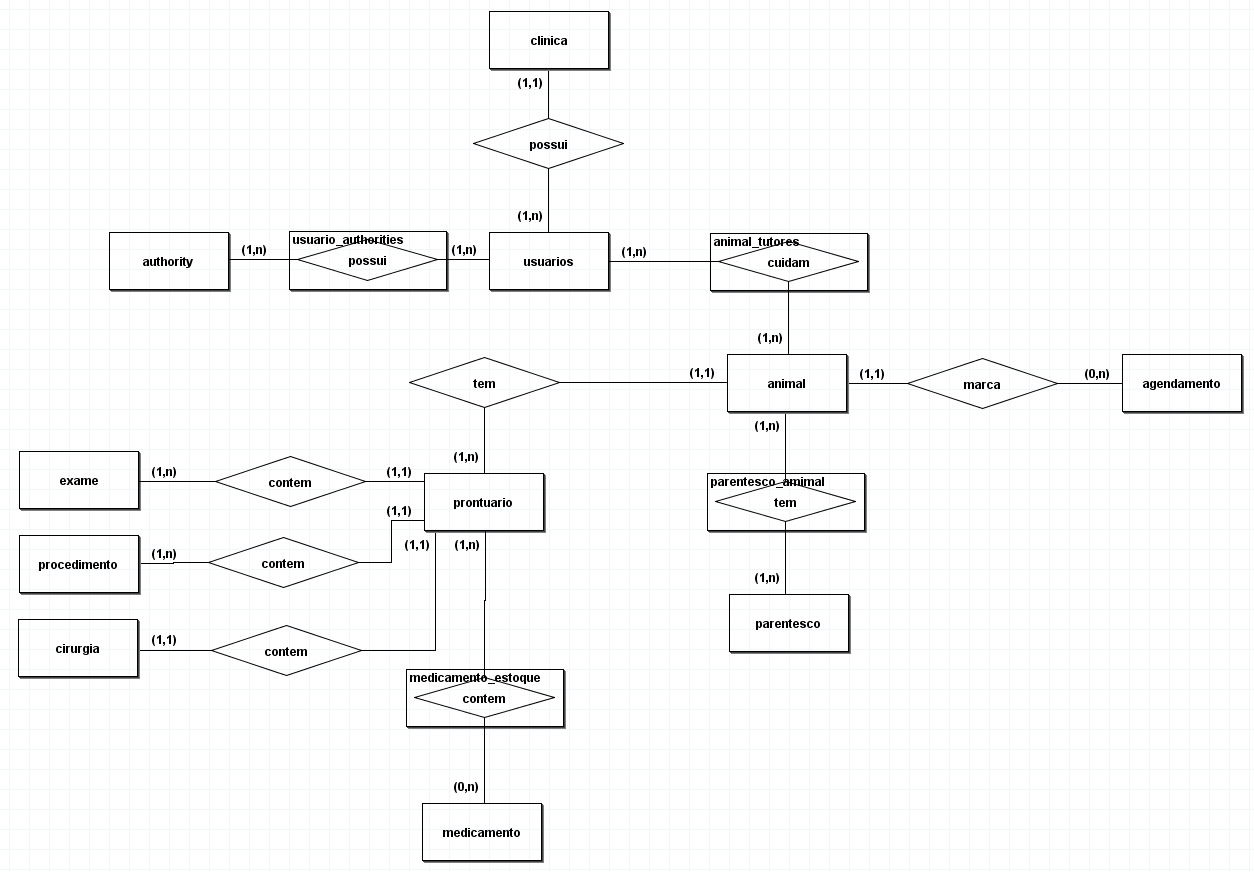 clinica
(1,1)
possui
(1,n)
authority
(1,n)
usuario_authorities
possui
(1,n)
usuarios
(1,n)
animal_tutores
cuidam
(1,n)
tem
(1,1)
animal
(1,1)
marca
(0,n)
agendamento
(1,n)
(1,n)
exame
(1,n)
contem
(1,1)
prontuario
parentesco_amimal
tem
(1,1)
procedimento
(1,n)
contem
(1,1)
(1,n)
(1,n)
parentesco
cirurgia
(1,1)
contem
medicamento_estoque
contem
(0,n)
medicamento